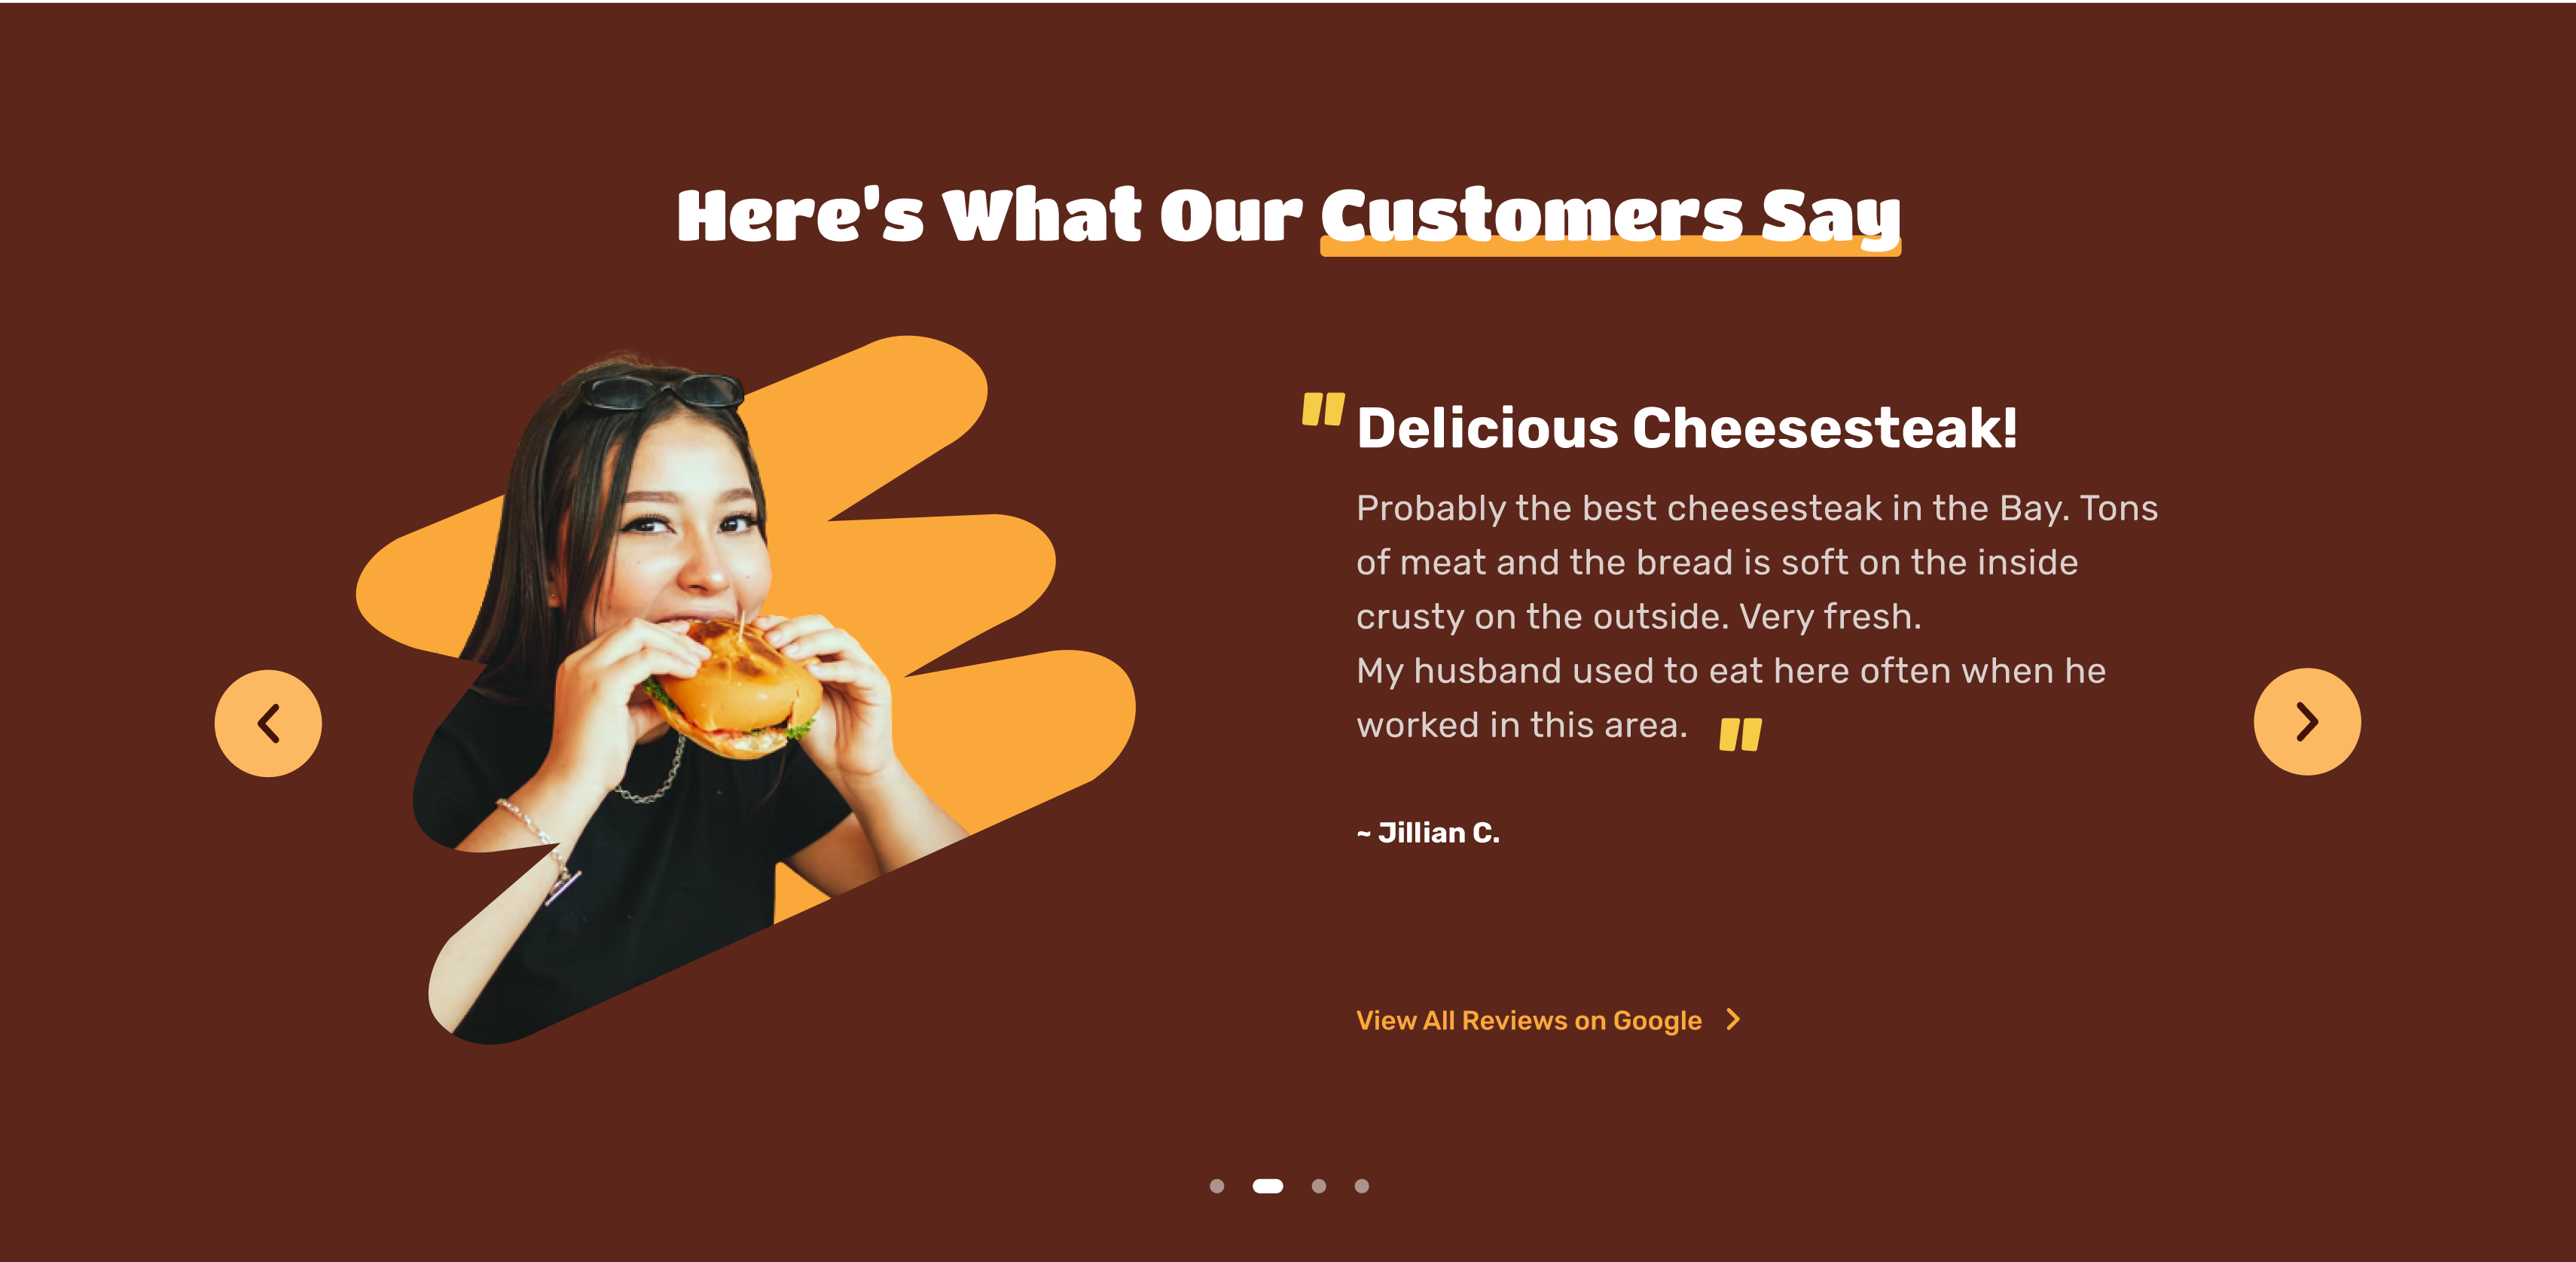 Here's What Our Customers Say
" Delicious Cheesesteak!
Probably the best cheesesteak in the Bay. Tons
of meat and the bread is soft on the inside
crusty on the outside. Very fresh.
My husband used to eat here often when he
worked in this area. "
~ Jillian C.
View All Reviews on Google